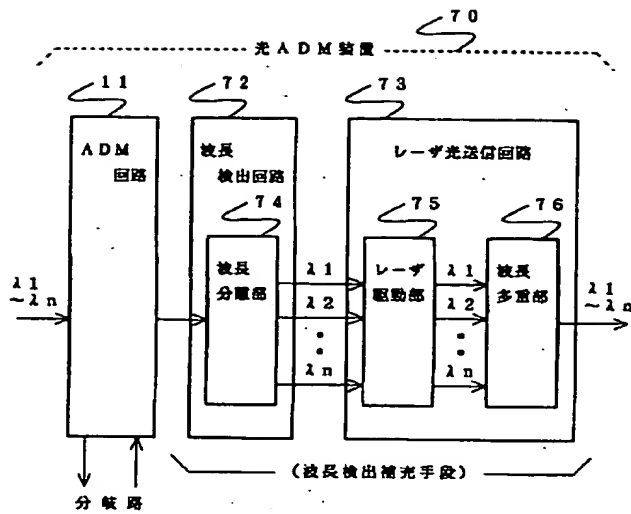 ７０
光ＡＤＭ装置
１１
７２
７３
ＡＤＭ
回路
波長
検出回路
レーザ光送信回路
７４
７５
７６
波長
分離部
レーザ
駆動部
波長
多重部
λ１
～λｎ
λ１
λ２
λｎ
λ１
λ２
λｎ
λ１
～λｎ
(波長検出補充手段)
分岐路